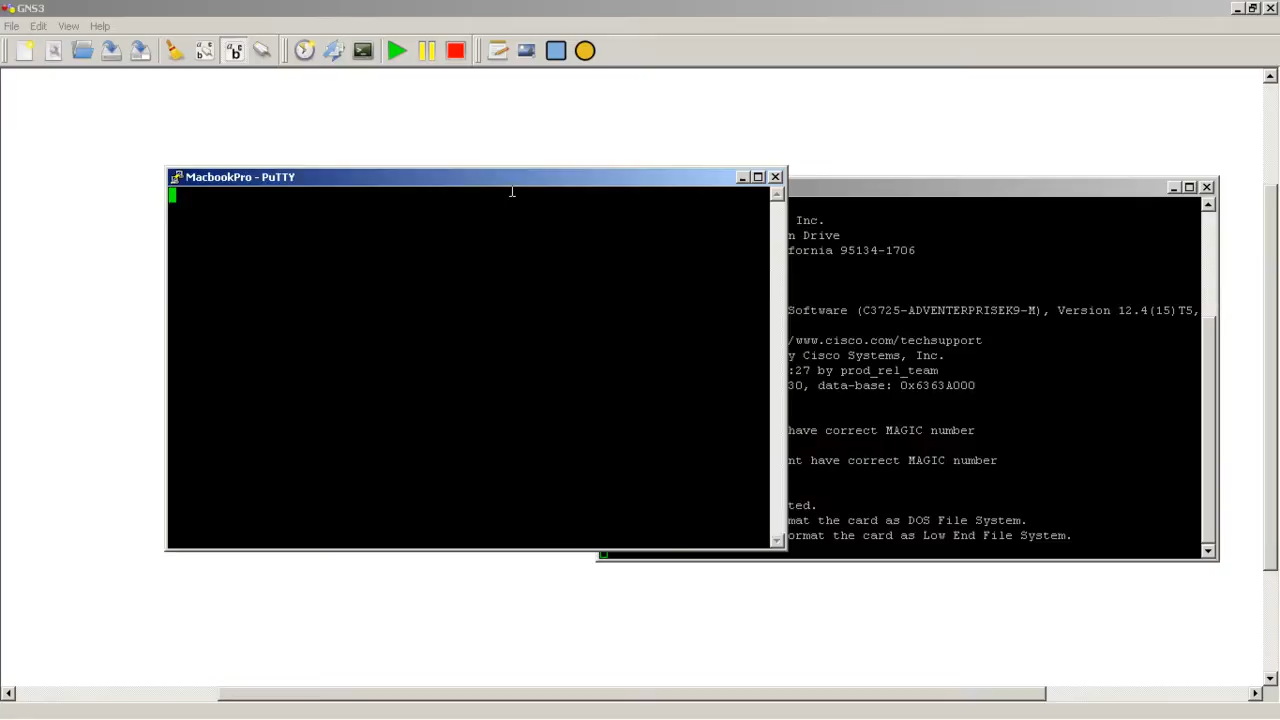 GNS3
File Edit View Help
MacbookPro - PuTTY
Inc.
n Drive
fornia 95134-1706
Software (C3725-ADVENTERPRISEK9-M), Version 12.4(15)T5,
/www.cisco.com/techsupport
y Cisco Systems, Inc.
:27 by prod_rel_team
30, data-base: 0x6363A000
have correct MAGIC number
nt have correct MAGIC number
ted.
mat the card as DOS File System.
ormat the card as Low End File System.